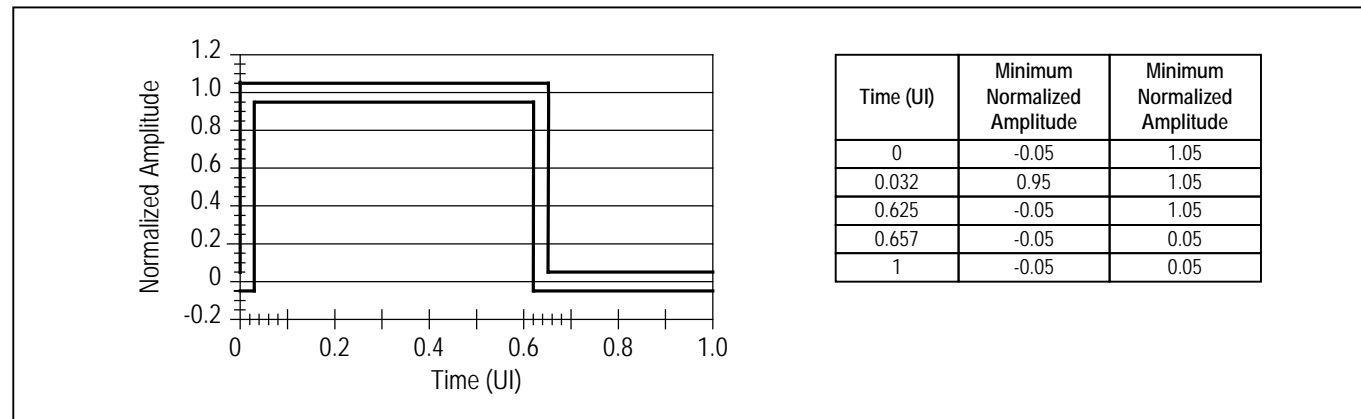 1.2
1.0
0.8
0.6
0.4
0.2
0
-0.2
Normalized Amplitude
0 0.2 0.4 0.6 0.8 1.0
Time (UI)
Time (UI) Minimum Normalized Amplitude Minimum Normalized Amplitude
0 -0.05 1.05
0.032 0.95 1.05
0.625 -0.05 1.05
0.657 -0.05 0.05
1 -0.05 0.05